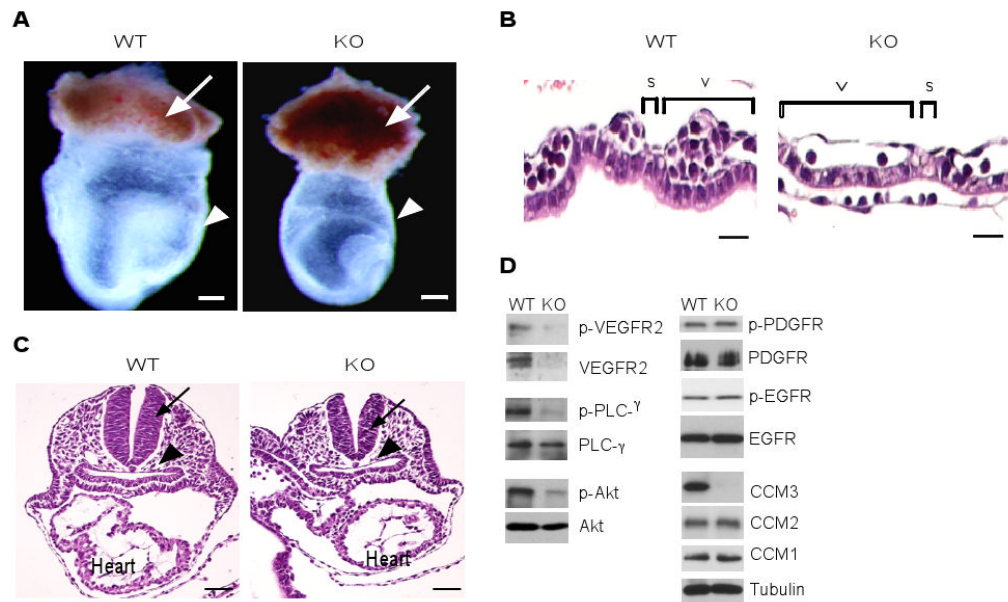 A
WT
KO
B
WT
KO
s
v
v
s
C
WT
KO
Heart
Heart
D
WT KO
p-VEGFR2
VEGFR2
p-PLC-γ
PLC-γ
p-Akt
Akt
WT KO
p-PDGFR
PDGFR
p-EGFR
EGFR
CCM3
CCM2
CCM1
Tubulin